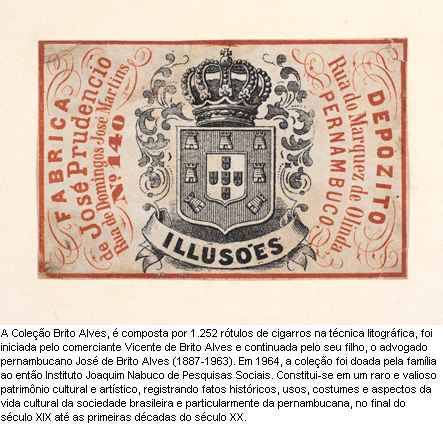 FABRICA
de José Prudencio
Rua de Domingos José Martins
Nº 140
ILLUSOẼS
DEPOZITO
Rua do Marquez de Olinda
PERNAMBUCO
A Coleção Brito Alves, é composta por 1.252 rótulos de cigarros na técnica litográfica, foi
iniciada pelo comerciante Vicente de Brito Alves e continuada pelo seu filho, o advogado
pernambucano José de Brito Alves (1887-1963). Em 1964, a coleção foi doada pela família
ao então Instituto Joaquim Nabuco de Pesquisas Sociais. Constitui-se em um raro e valioso
patrimônio cultural e artístico, registrando fatos históricos, usos, costumes e aspectos da
vida cultural da sociedade brasileira e particularmente da pernambucana, no final do
século XIX até as primeiras décadas do século XX.